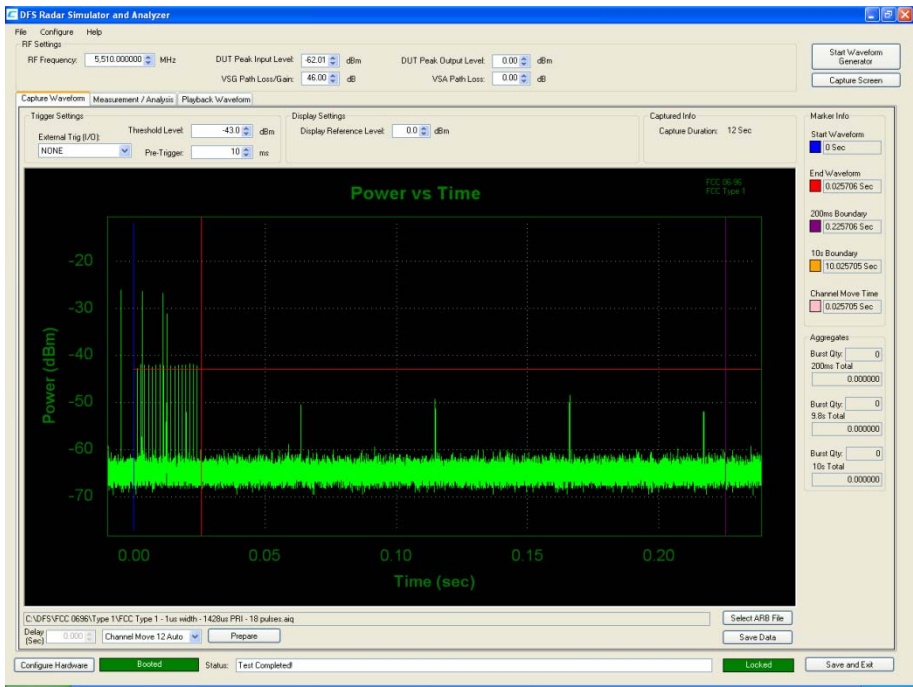 DFS Radar Simulator and Analyzer
File Configure Help
RF Settings
RF Frequency: 5,510.000000 MHz DUT Peak Input Level: -62.01 dBm DUT Peak Output Level: 0.00 dBm
VSG Path Loss/Gain: 46.00 dB VSA Path Loss: 0.00 dB
Start Waveform Generator
Capture Screen
Capture Waveform Measurement / Analysis Playback Waveform
Trigger Settings
External Trig (I/O): Threshold Level: -43.0 dBm
NONE Pre-Trigger: 10 ms
Display Settings
Display Reference Level: 0.0 dBm
Captured Info
Capture Duration: 12 Sec
Marker Info
Start Waveform
0 Sec
End Waveform
0.025706 Sec
200ms Boundary
0.225706 Sec
10s Boundary
10.025705 Sec
Channel Move Time
0.025705 Sec
Aggregates
Burst Qty: 0
200ms Total
0.000000
Burst Qty: 0
9.8s Total
0.000000
Burst Qty: 0
10s Total
0.000000
Power vs Time
FCC 06-96
FCC Type 1
Power (dBm)
-20
-30
-40
-50
-60
-70
0.00 0.05 0.10 0.15 0.20
Time (sec)
C:\DFS\FCC 0696\Type 1\FCC Type 1 - 1us width - 1428us PRI - 18 pulses.aiq
Select ARB File
Delay (Sec) 0.000 Channel Move 12 Auto Prepare
Save Data
Configure Hardware Booted Status: Test Completed! Locked Save and Exit